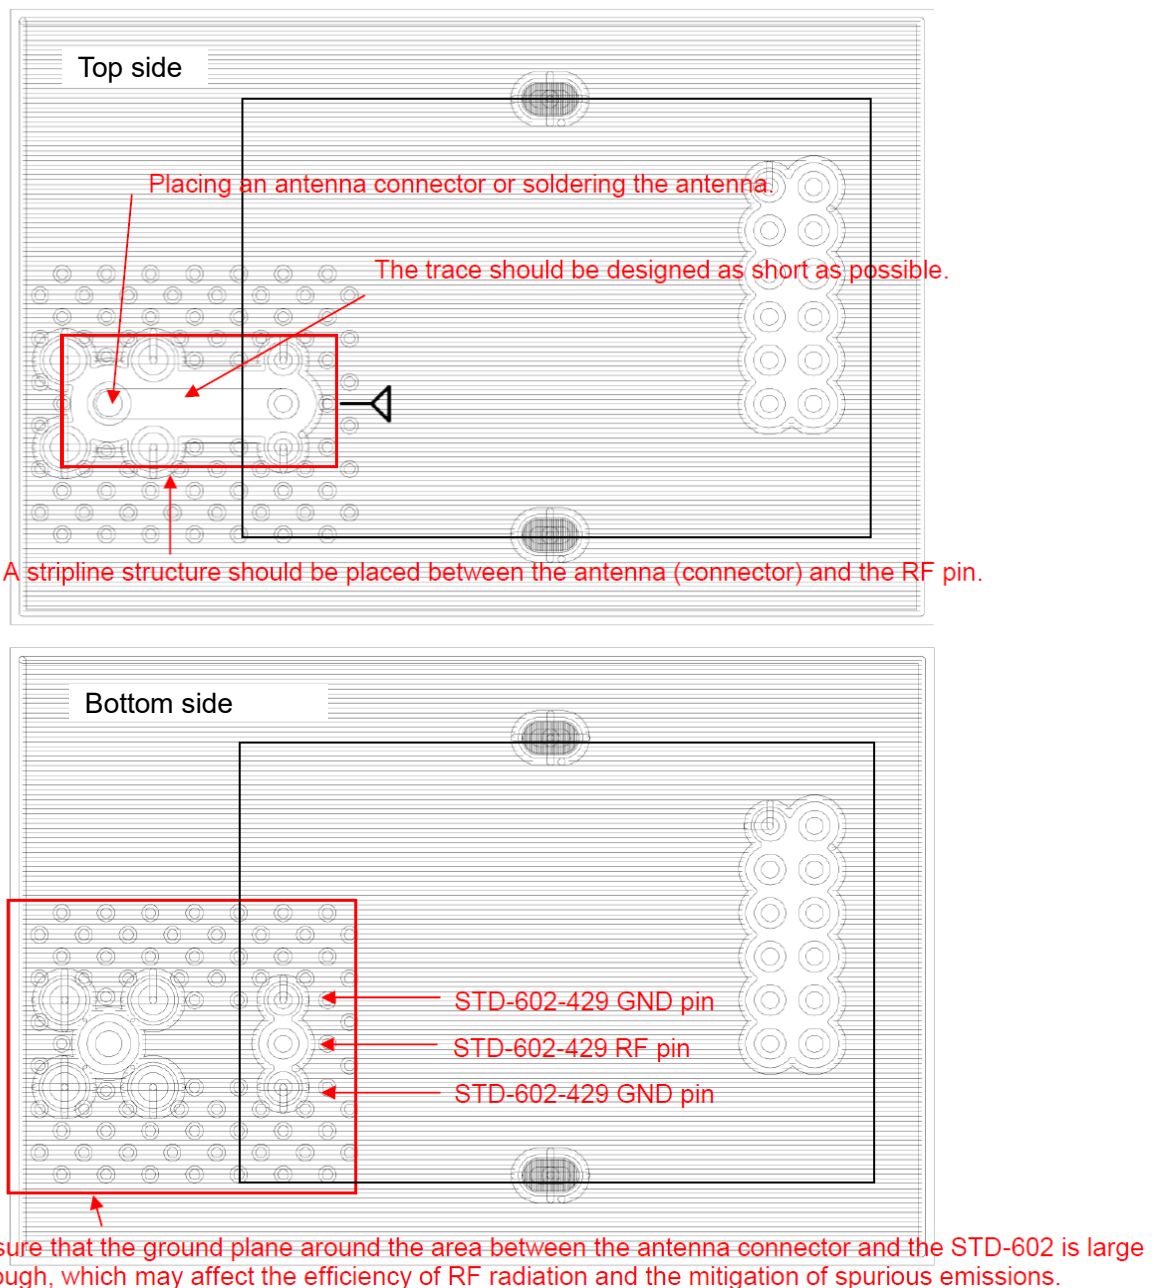 Top side
Placing an antenna connector or soldering the antenna.
The trace should be designed as short as possible.
A stripline structure should be placed between the antenna (connector) and the RF pin.
Bottom side
STD-602-429 GND pin
STD-602-429 RF pin
STD-602-429 GND pin
sure that the ground plane around the area between the antenna connector and the STD-602 is large
ough, which may affect the efficiency of RF radiation and the mitigation of spurious emissions.